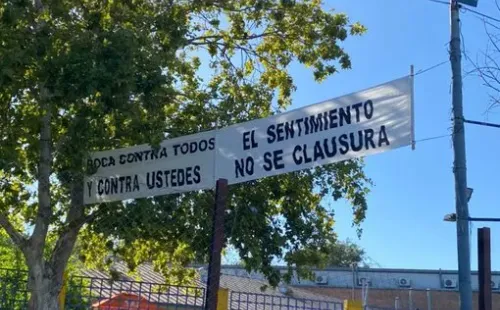 BOCA CONTRA TODOS
Y CONTRA USTEDES
EL SENTIMIENTO
NO SE CLAUSURA